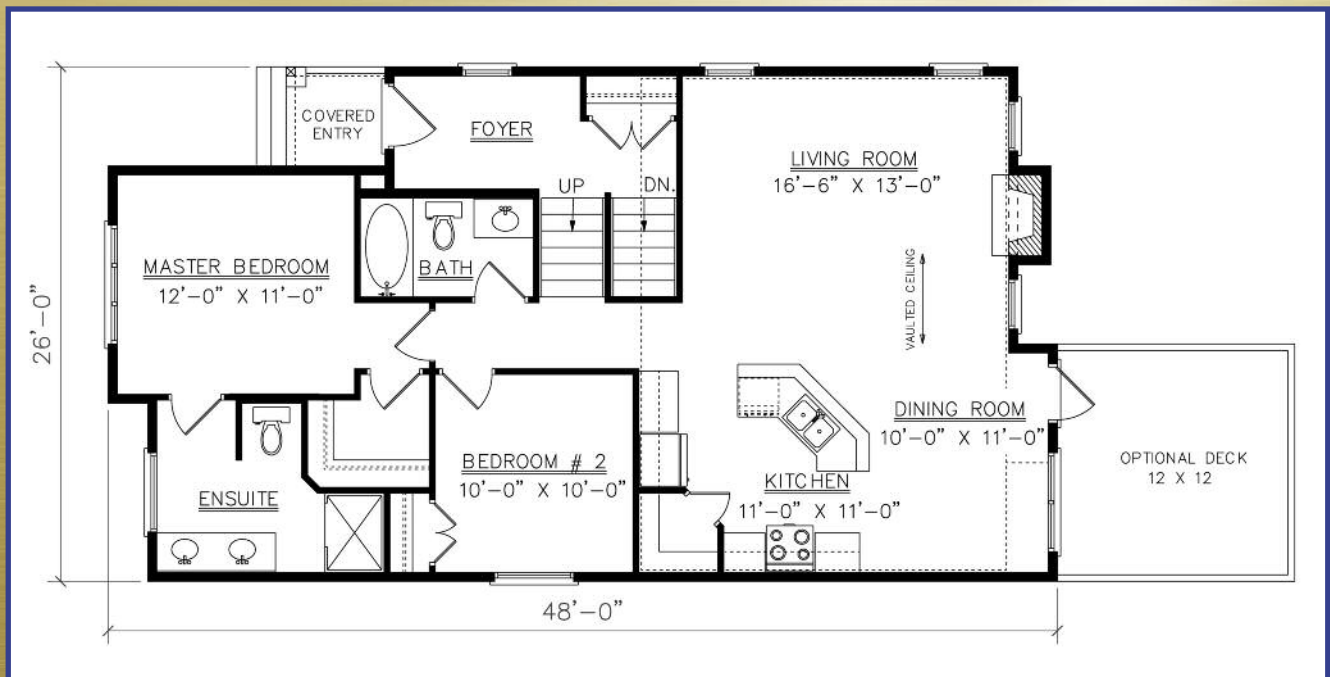 COVERED
ENTRY
FOYER
UP
DN.
LIVING ROOM
16'-6" X 13'-0"
VAULTED CEILING
MASTER BEDROOM
12'-0" X 11'-0"
BATH
26'-0"
DINING ROOM
10'-0" X 11'-0"
OPTIONAL DECK
12 X 12
BEDROOM # 2
10'-0" X 10'-0"
KITCHEN
11'-0" X 11'-0"
ENSUITE
48'-0"